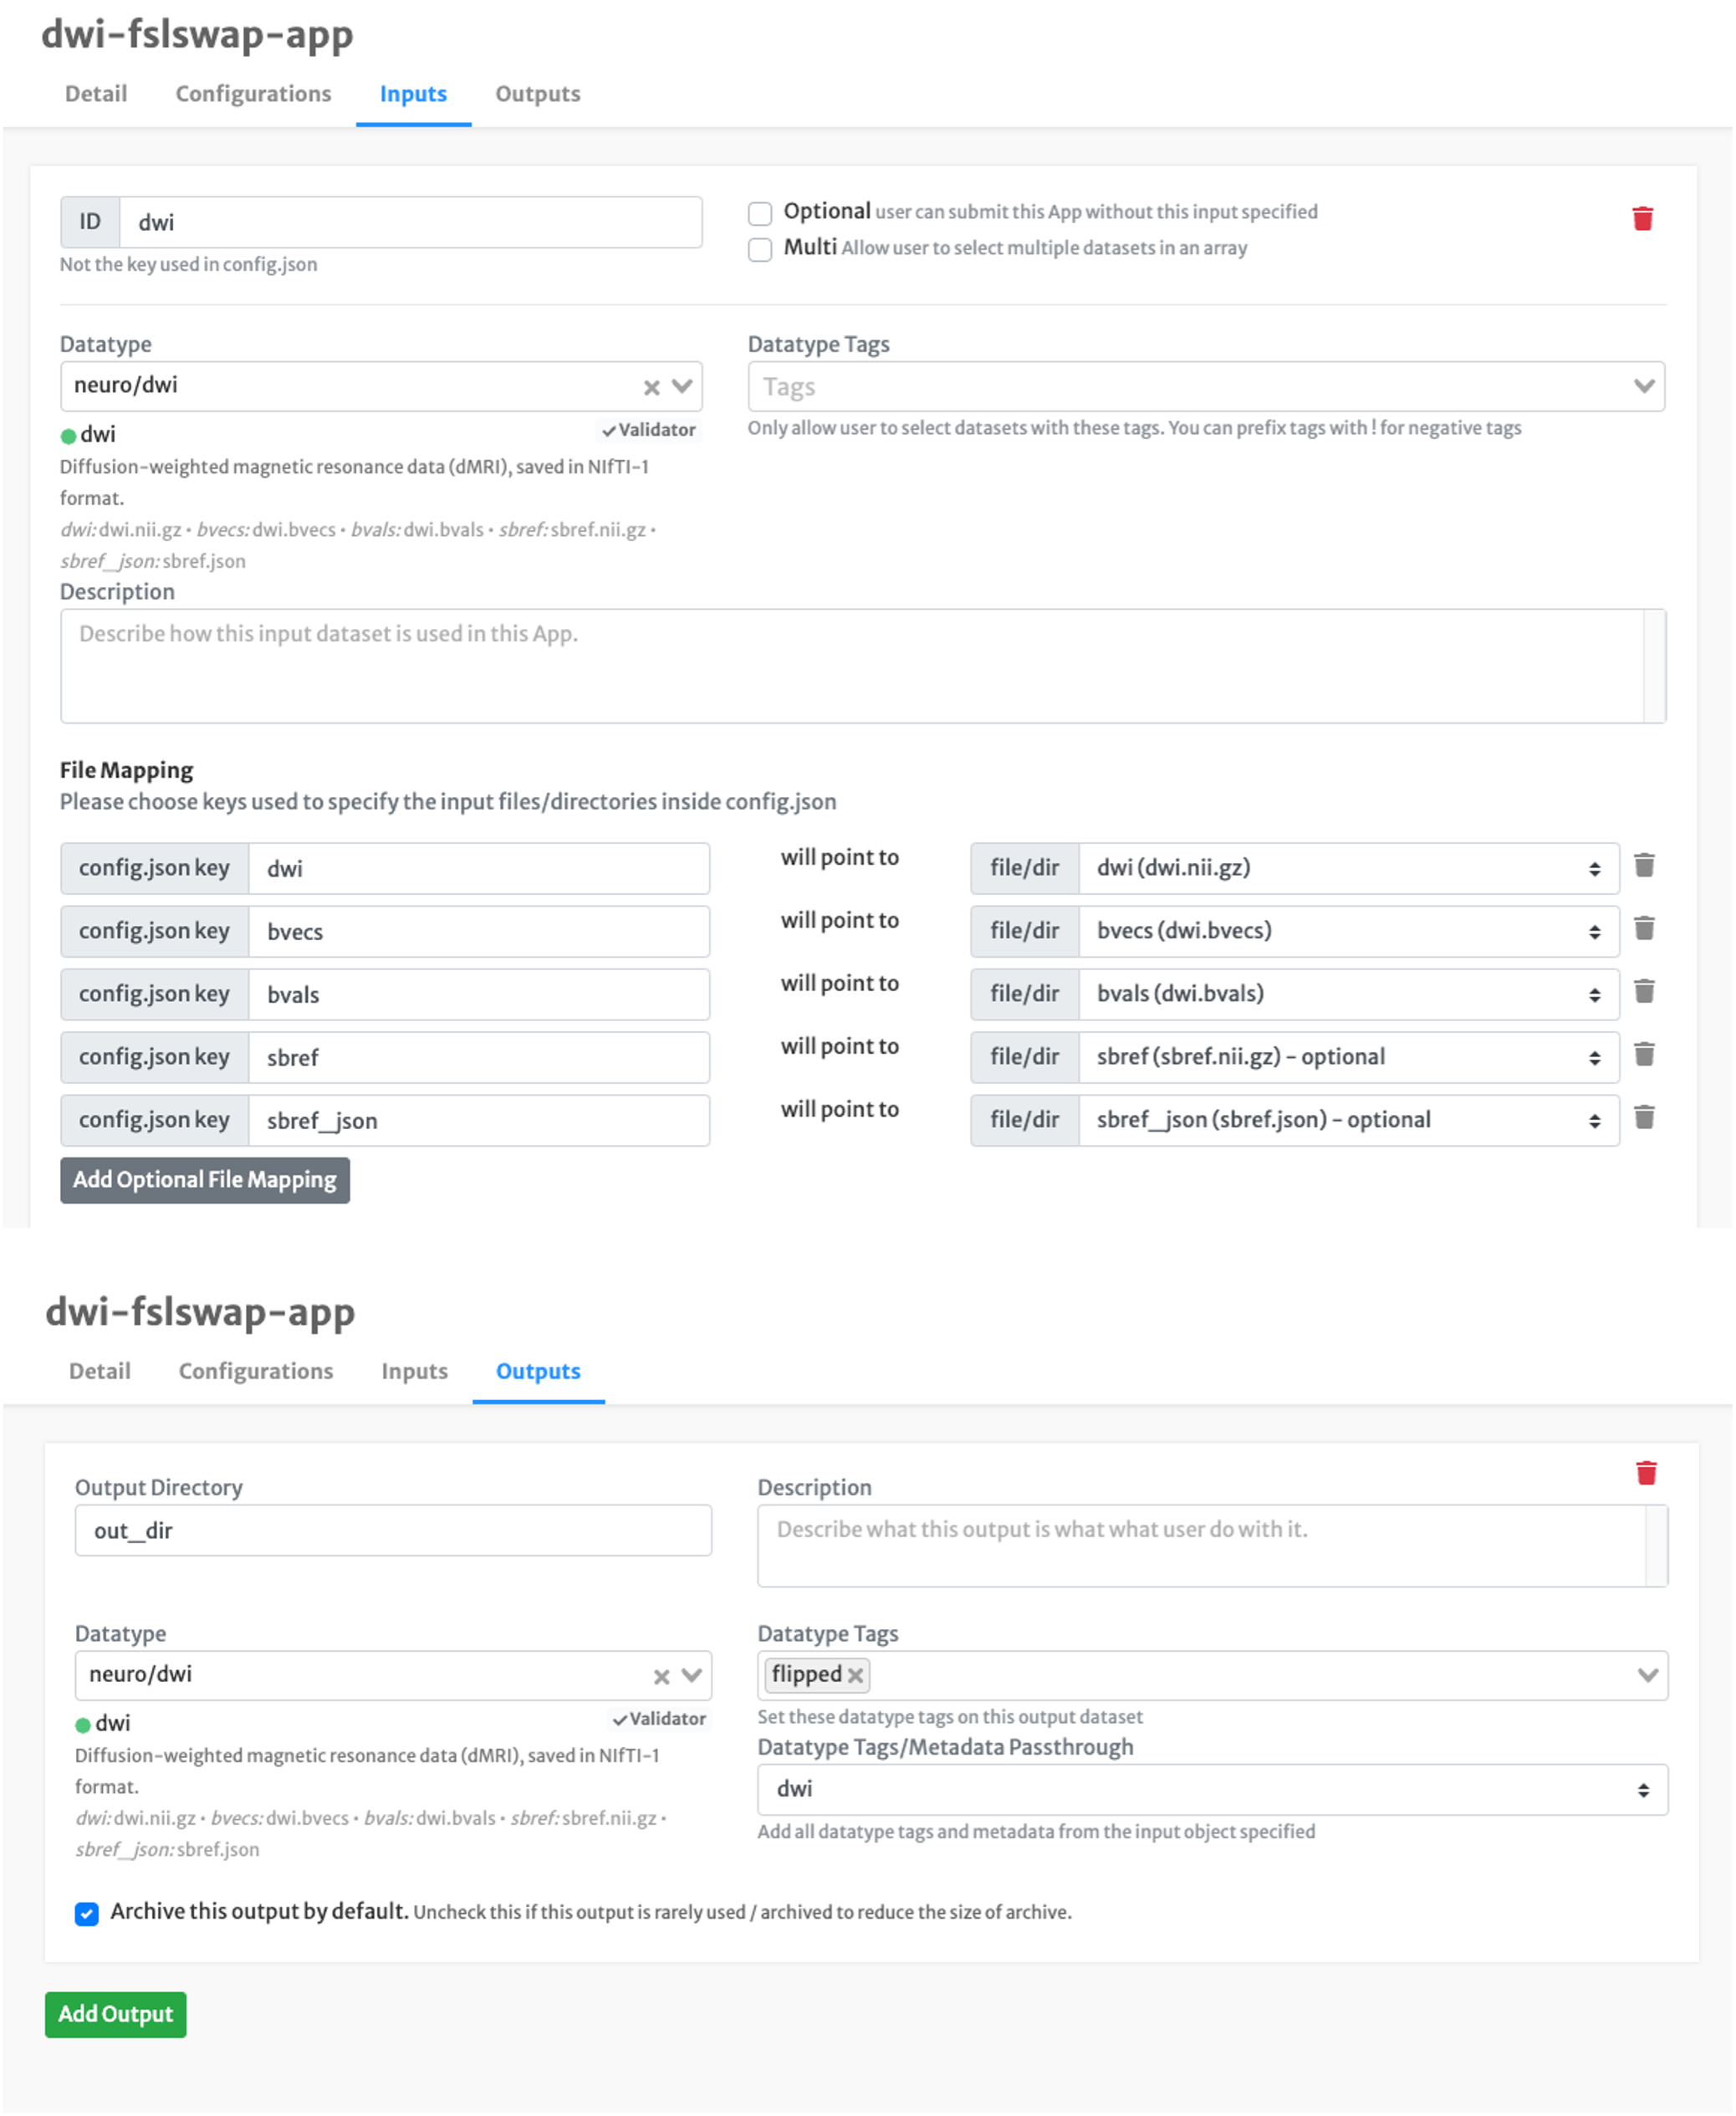 dwi-fslswap-app
Detail Configurations Inputs Outputs
ID dwi
Not the key used in config.json
Optional user can submit this App without this input specified
Multi Allow user to select multiple datasets in an array
Datatype
neuro/dwi
dwi
Validator
Diffusion-weighted magnetic resonance data (dMRI), saved in NIfTI-1
format.
dwi: dwi.nii.gz • bvecs: dwi.bvecs • bvals: dwi.bvals • sbref: sbref.nii.gz •
sbref_json: sbref.json
Datatype Tags
Tags
Only allow user to select datasets with these tags. You can prefix tags with ! for negative tags
Description
Describe how this input dataset is used in this App.
File Mapping
Please choose keys used to specify the input files/directories inside config.json
config.json key dwi will point to file/dir dwi (dwi.nii.gz)
config.json key bvecs will point to file/dir bvecs (dwi.bvecs)
config.json key bvals will point to file/dir bvals (dwi.bvals)
config.json key sbref will point to file/dir sbref (sbref.nii.gz) - optional
config.json key sbref_json will point to file/dir sbref_json (sbref.json) - optional
Add Optional File Mapping
dwi-fslswap-app
Detail Configurations Inputs Outputs
Output Directory
out_dir
Description
Describe what this output is what what user do with it.
Datatype
neuro/dwi
dwi
Validator
Diffusion-weighted magnetic resonance data (dMRI), saved in NIfTI-1
format.
dwi: dwi.nii.gz • bvecs: dwi.bvecs • bvals: dwi.bvals • sbref: sbref.nii.gz •
sbref_json: sbref.json
Datatype Tags
flipped
Set these datatype tags on this output dataset
Datatype Tags/Metadata Passthrough
dwi
Add all datatype tags and metadata from the input object specified
Archive this output by default. Uncheck this if this output is rarely used / archived to reduce the size of archive.
Add Output